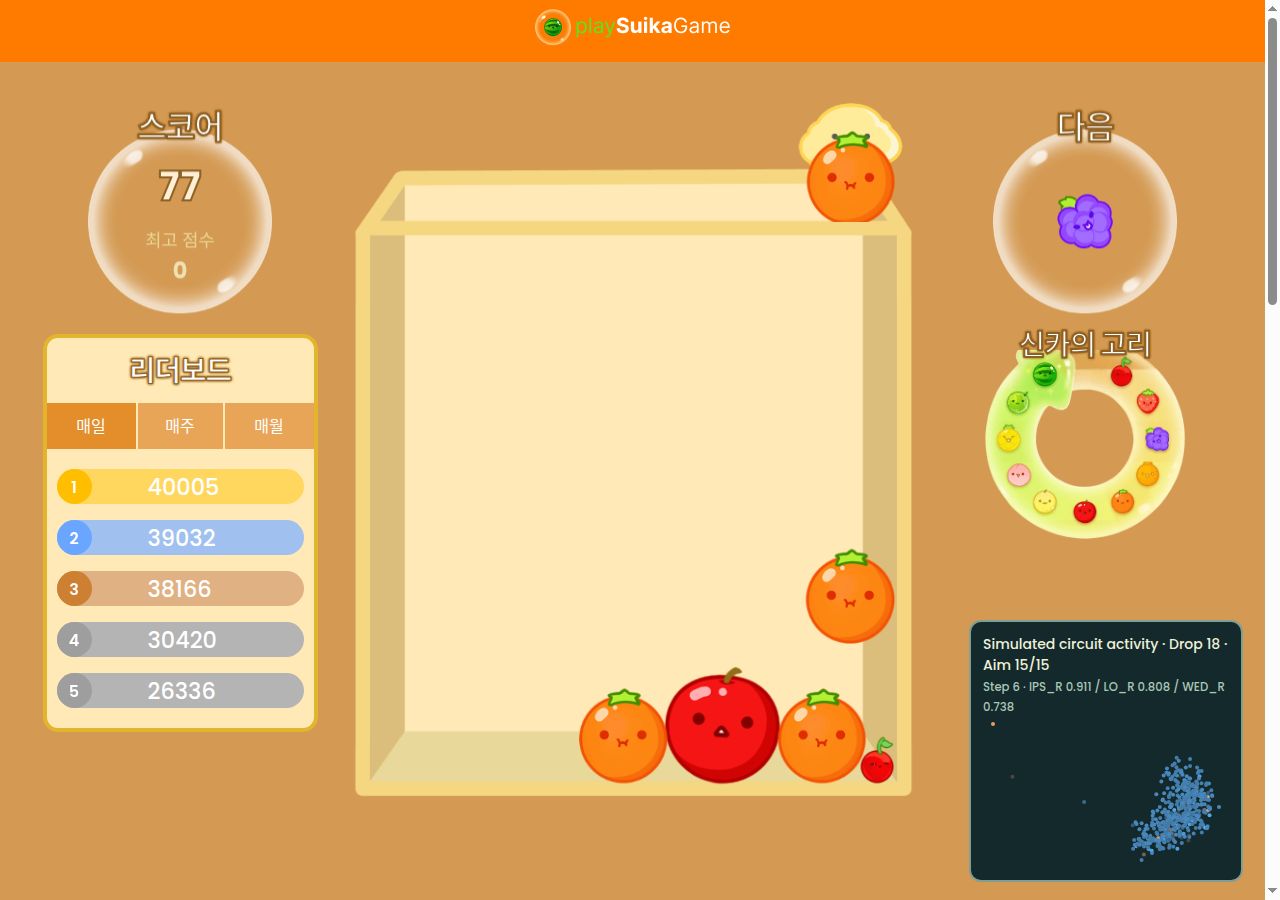 playSuikaGame
스코어
77
최고 점수
0
다음
신카의 고리
리더보드
매일 매주 매월
1 40005
2 39032
3 38166
4 30420
5 26336
Simulated circuit activity · Drop 18 ·
Aim 15/15
Step 6 · IPS_R 0.911 / LO_R 0.808 / WED_R
0.738